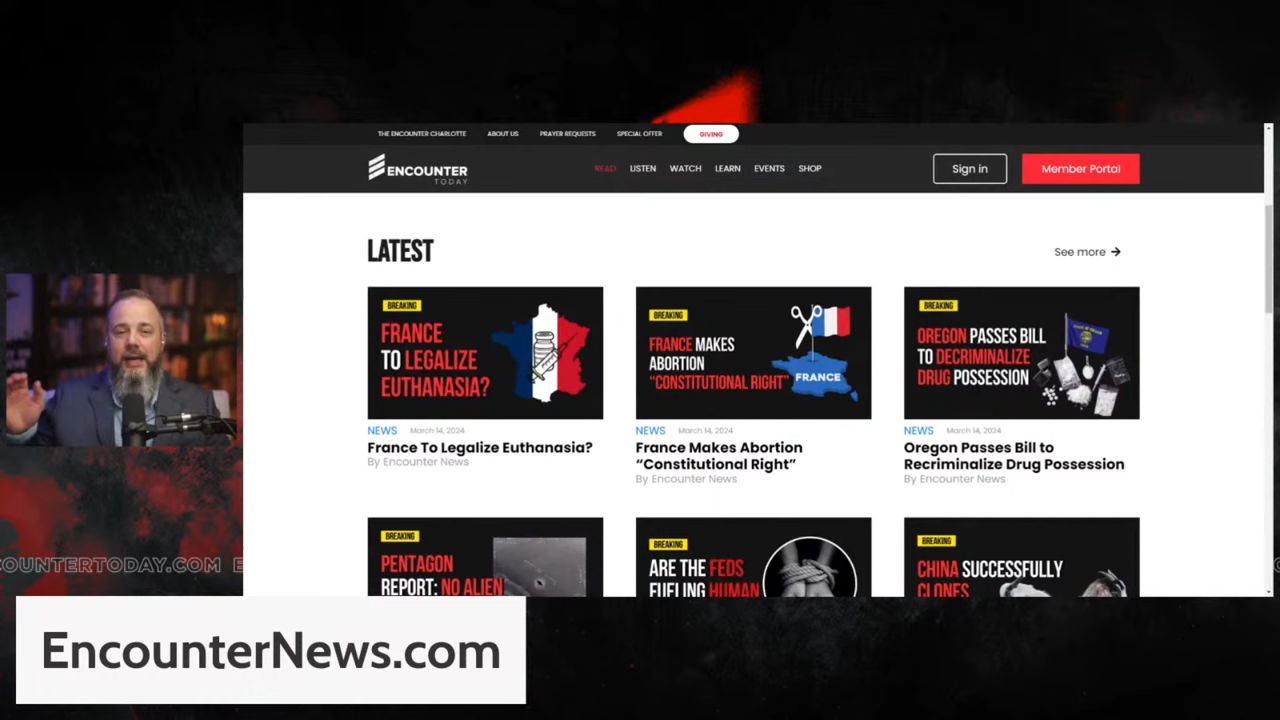 THE ENCOUNTER CHARLOTTE ABOUT US PRAYER REQUESTS SPECIAL OFFER GIVING
ENCOUNTER
TODAY
READ LISTEN WATCH LEARN EVENTS SHOP
Sign in
Member Portal
LATEST
See more →
BREAKING
FRANCE
TO LEGALIZE
EUTHANASIA?
NEWS March 14, 2024
France To Legalize Euthanasia?
By Encounter News
BREAKING
FRANCE MAKES
ABORTION
“CONSTITUTIONAL RIGHT”
FRANCE
NEWS March 14, 2024
France Makes Abortion
“Constitutional Right”
By Encounter News
BREAKING
OREGON PASSES BILL
TO DECRIMINALIZE
DRUG POSSESSION
NEWS March 14, 2024
Oregon Passes Bill to
Recriminalize Drug Possession
By Encounter News
BREAKING
PENTAGON
REPORT: NO ALIEN
BREAKING
ARE THE FEDS
FUELING HUMAN
BREAKING
CHINA SUCCESSFULLY
CLONES
COUNTERTODAY.COM E
EncounterNews.com